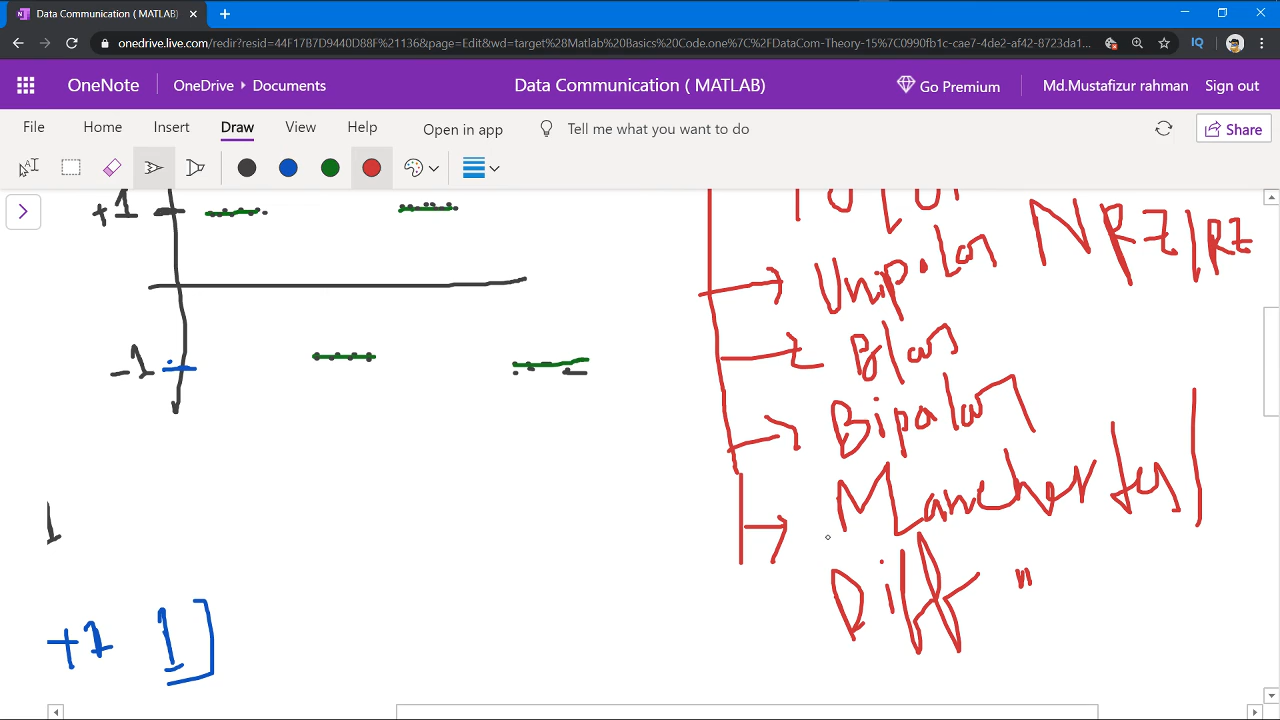 Data Communication (MATLAB)
onedrive.live.com/redir?resid=44F17B7D9440D88F%21136&page=Edit&wd=target%28Matlab%20Basics%20Code.one%7C%2FDataCom-Theory-15%7C0990fb1c-cae7-4de2-af42-8723da1...
OneNote OneDrive Documents Data Communication ( MATLAB) Go Premium Md.Mustafizur rahman Sign out
File Home Insert Draw View Help Open in app Tell me what you want to do Share
+1
NRZ/RZ
Unipolar
-1
Bipolar
Manchester/
1
Diff "
+1 1]